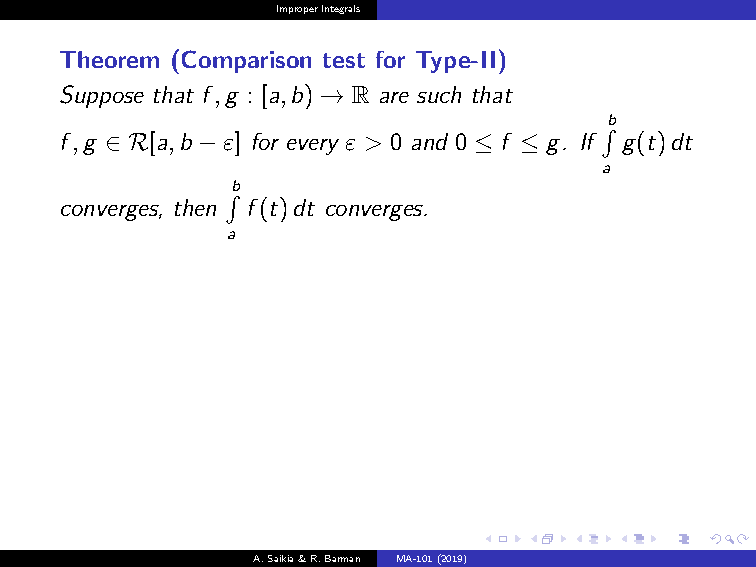 Improper Integrals
Theorem (Comparison test for Type-II)
Suppose that f, g : [a, b) → ℝ are such that
f, g ∈ ℛ[a, b − ε] for every ε > 0 and 0 ≤ f ≤ g. If ∫_a^b g(t) dt
converges, then ∫_a^b f(t) dt converges.
A. Saikia & R. Barman MA-101 (2019)